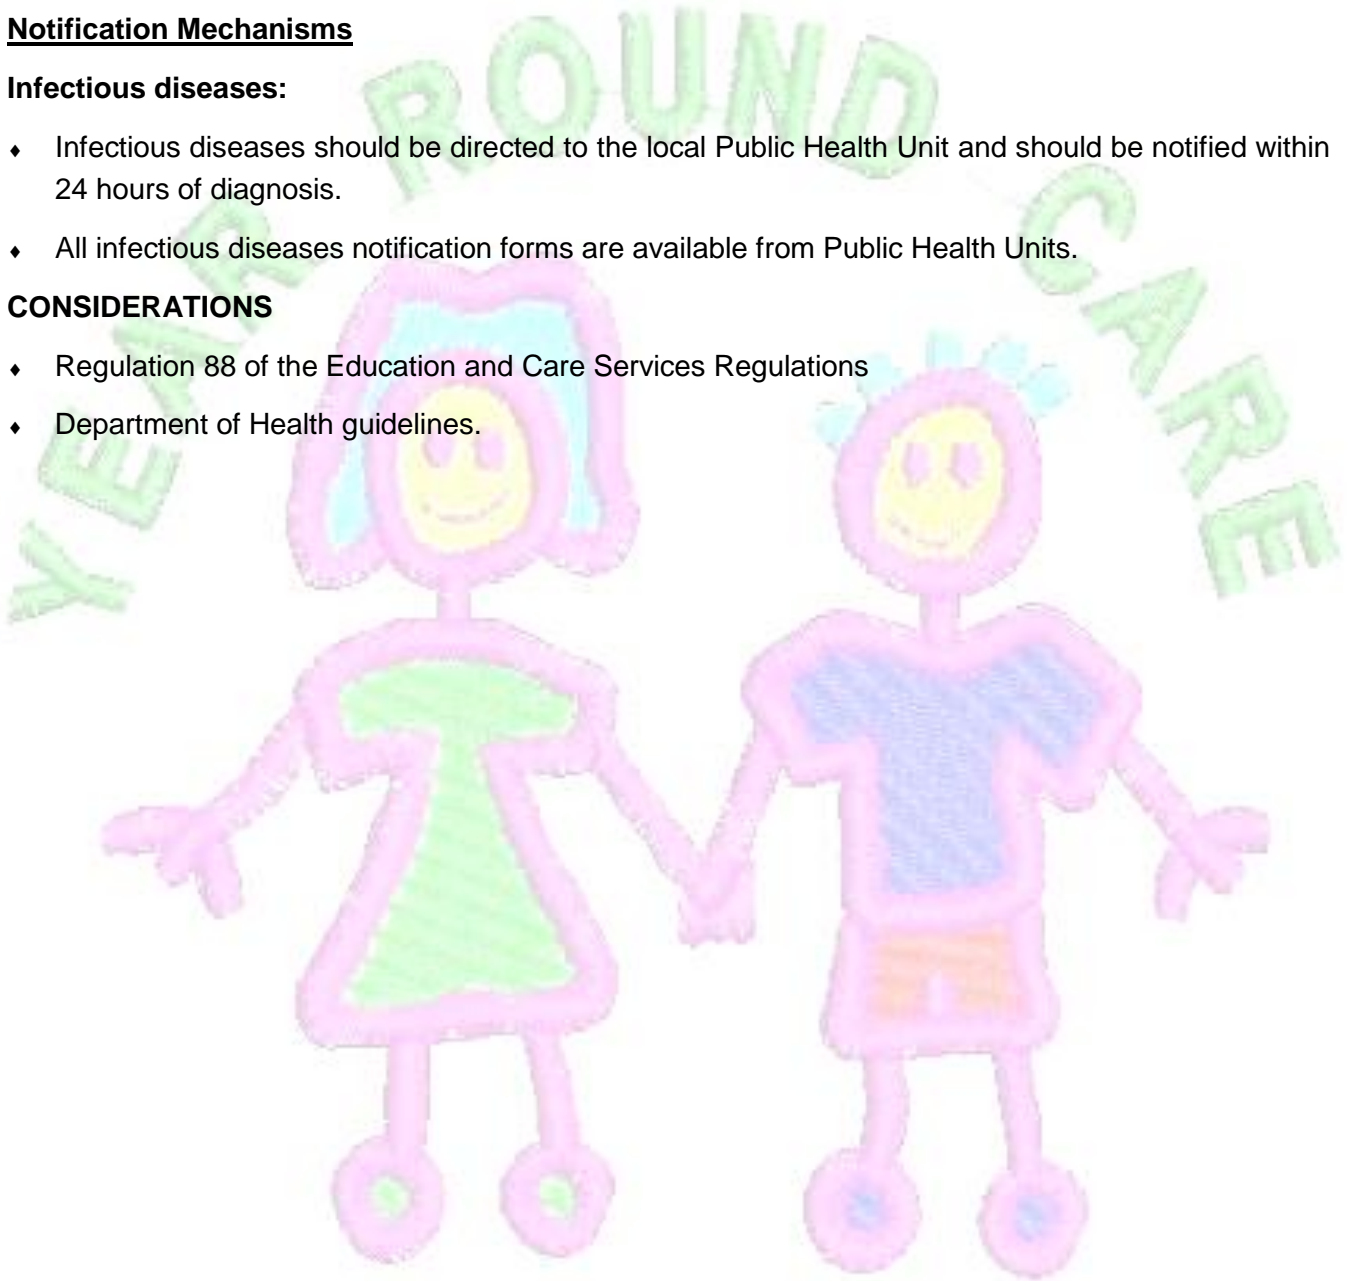 Notification Mechanisms
Infectious diseases:
♦ Infectious diseases should be directed to the local Public Health Unit and should be notified within
24 hours of diagnosis.
♦ All infectious diseases notification forms are available from Public Health Units.
CONSIDERATIONS
♦ Regulation 88 of the Education and Care Services Regulations
♦ Department of Health guidelines.
YEAR ROUND CARE